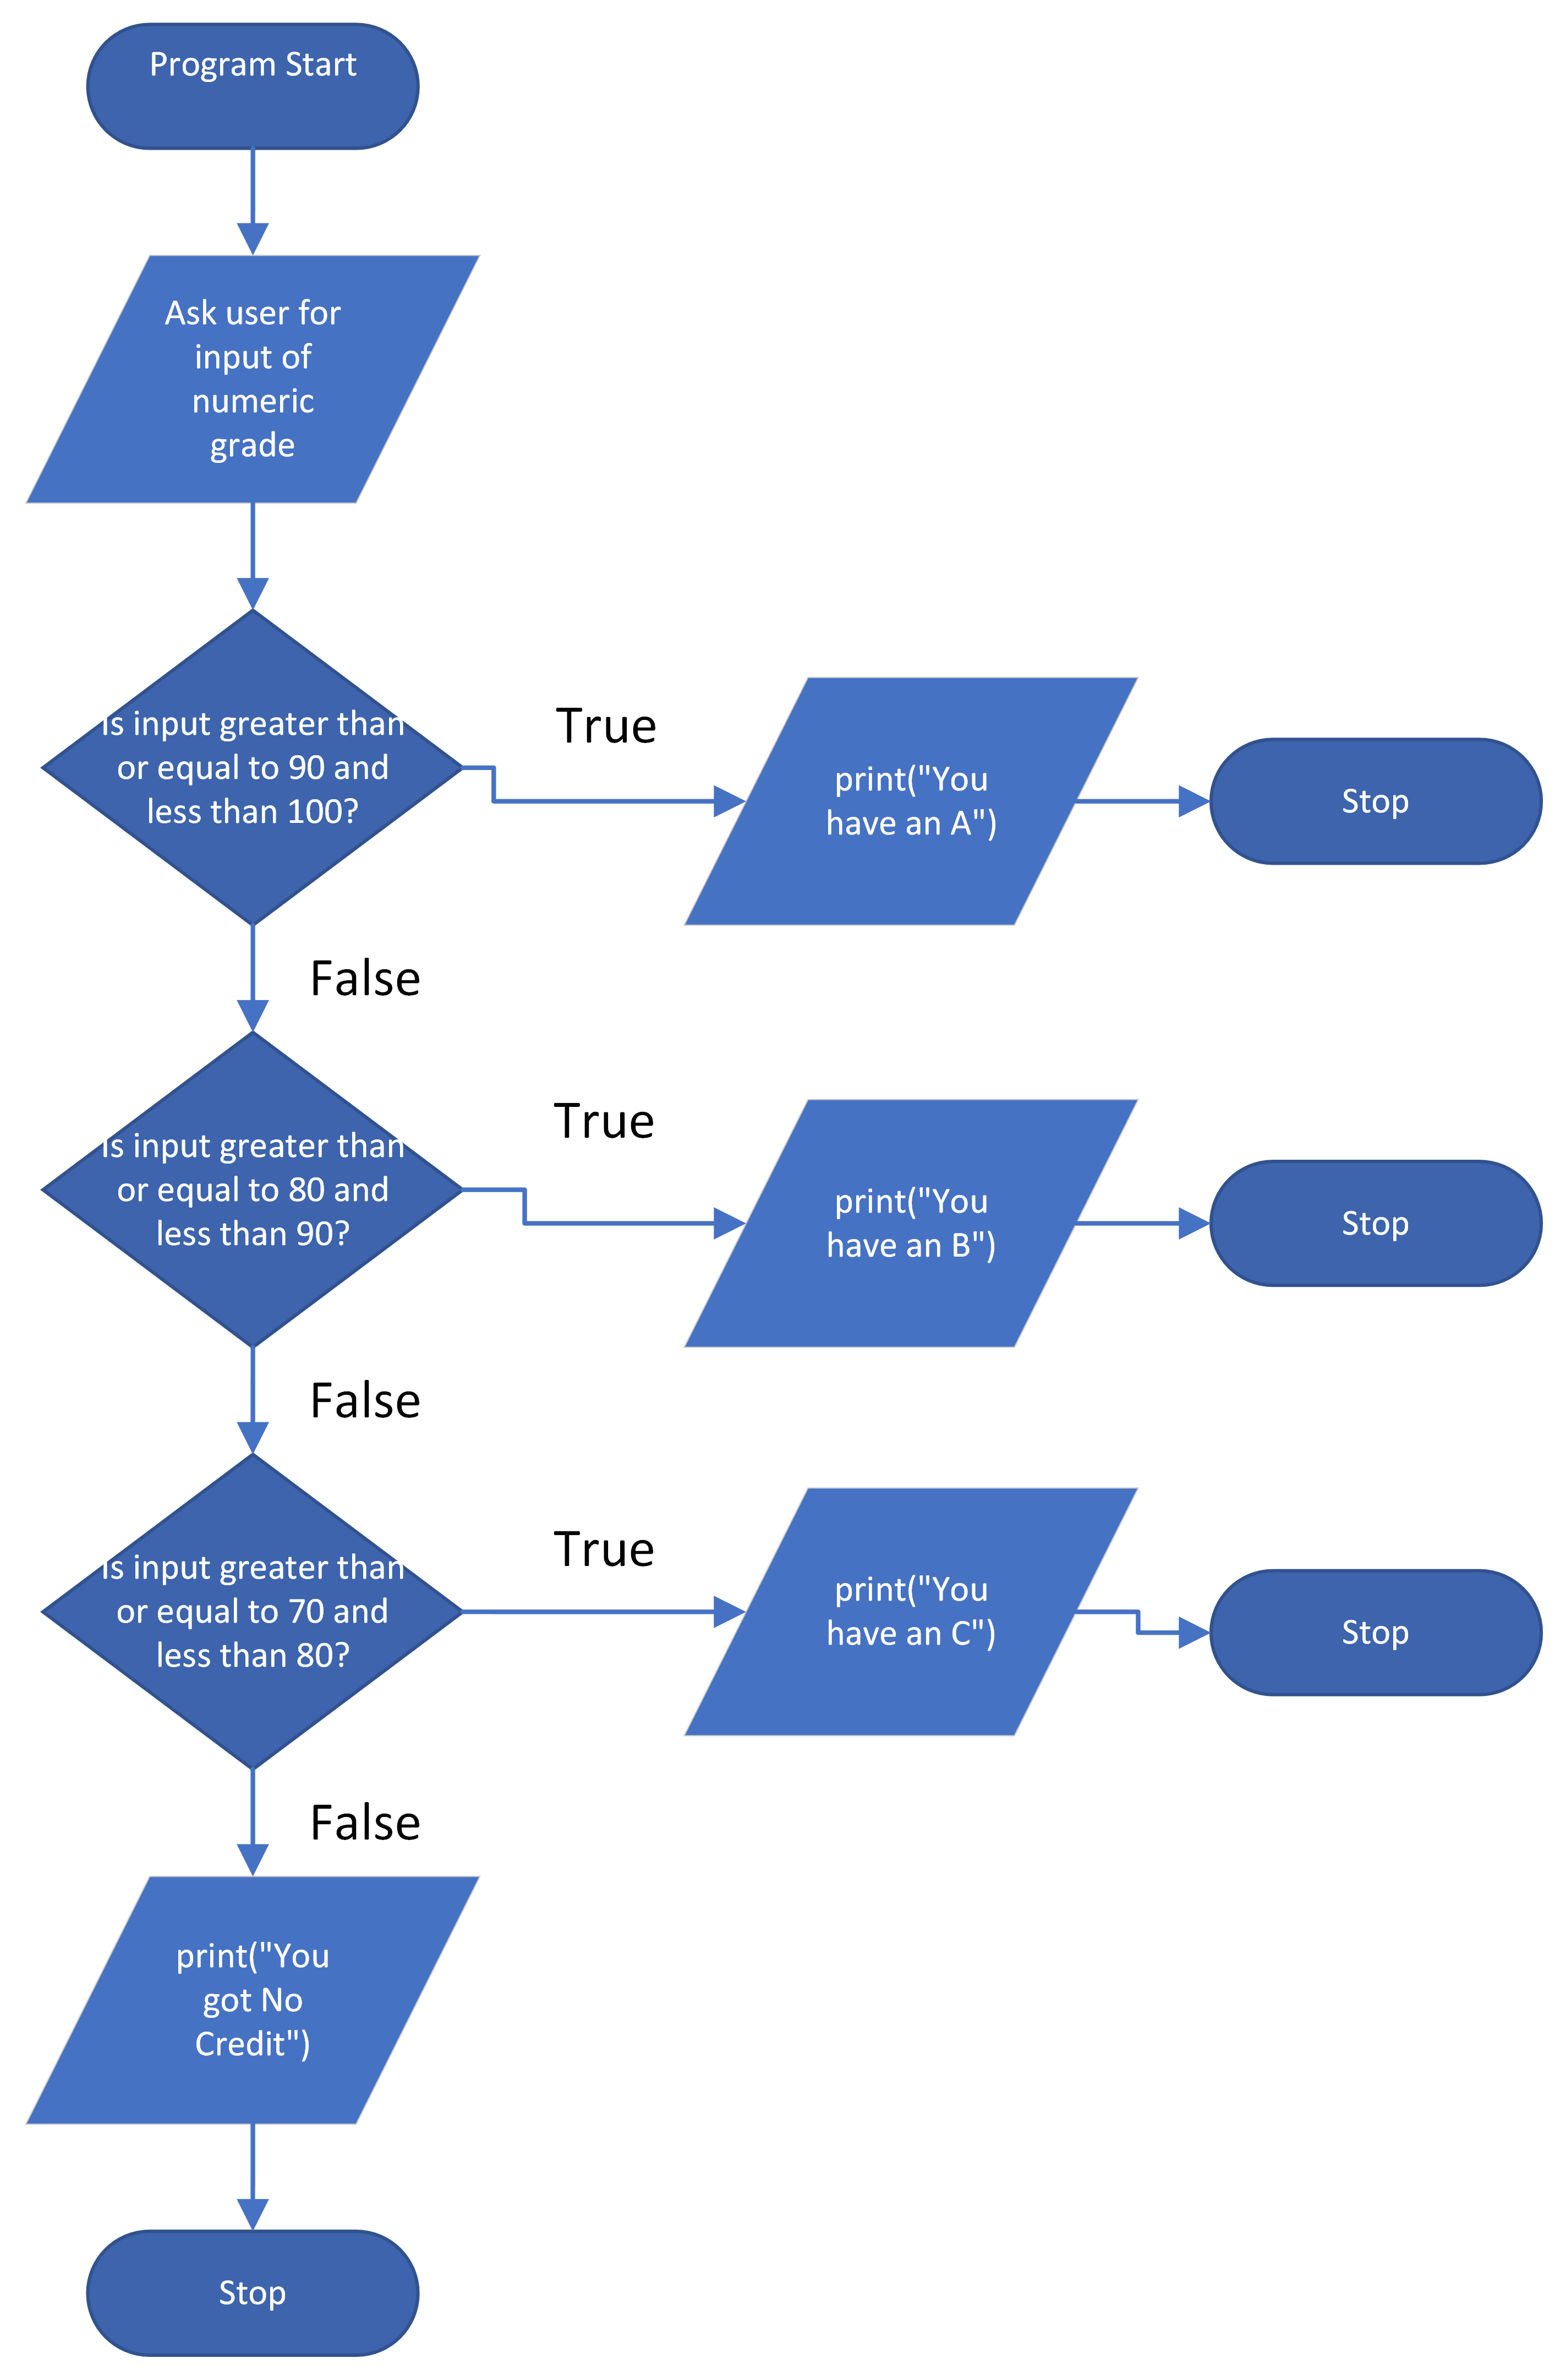 Program Start
Ask user for
input of
numeric
grade
Is input greater than
or equal to 90 and
less than 100?
True
print("You
have an A")
Stop
False
Is input greater than
or equal to 80 and
less than 90?
True
print("You
have an B")
Stop
False
Is input greater than
or equal to 70 and
less than 80?
True
print("You
have an C")
Stop
False
print("You
got No
Credit")
Stop